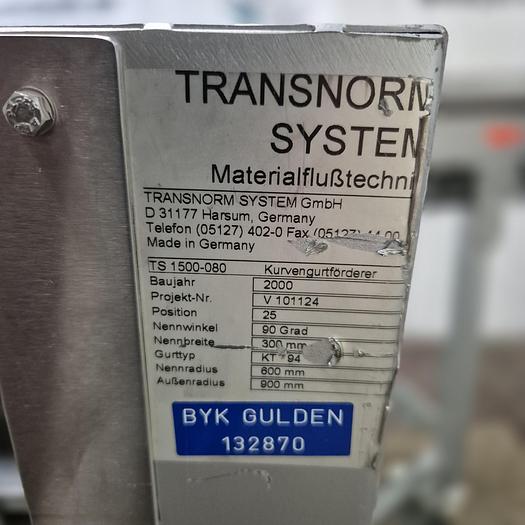 TRANSNORM
SYSTEM
Materialflußtechni
TRANSNORM SYSTEM GmbH
D 31177 Harsum, Germany
Telefon (05127) 402-0 Fax (05127)
Made in Germany
TS 1500-080 Kurvengurtförderer
Baujahr 2000
Projekt-Nr. V 101124
Position 25
Nennwinkel 90 Grad
Nennbreite 300 mm
Gurttyp KT 94
Nennradius 600 mm
Außenradius 900 mm
BYK GULDEN
132870